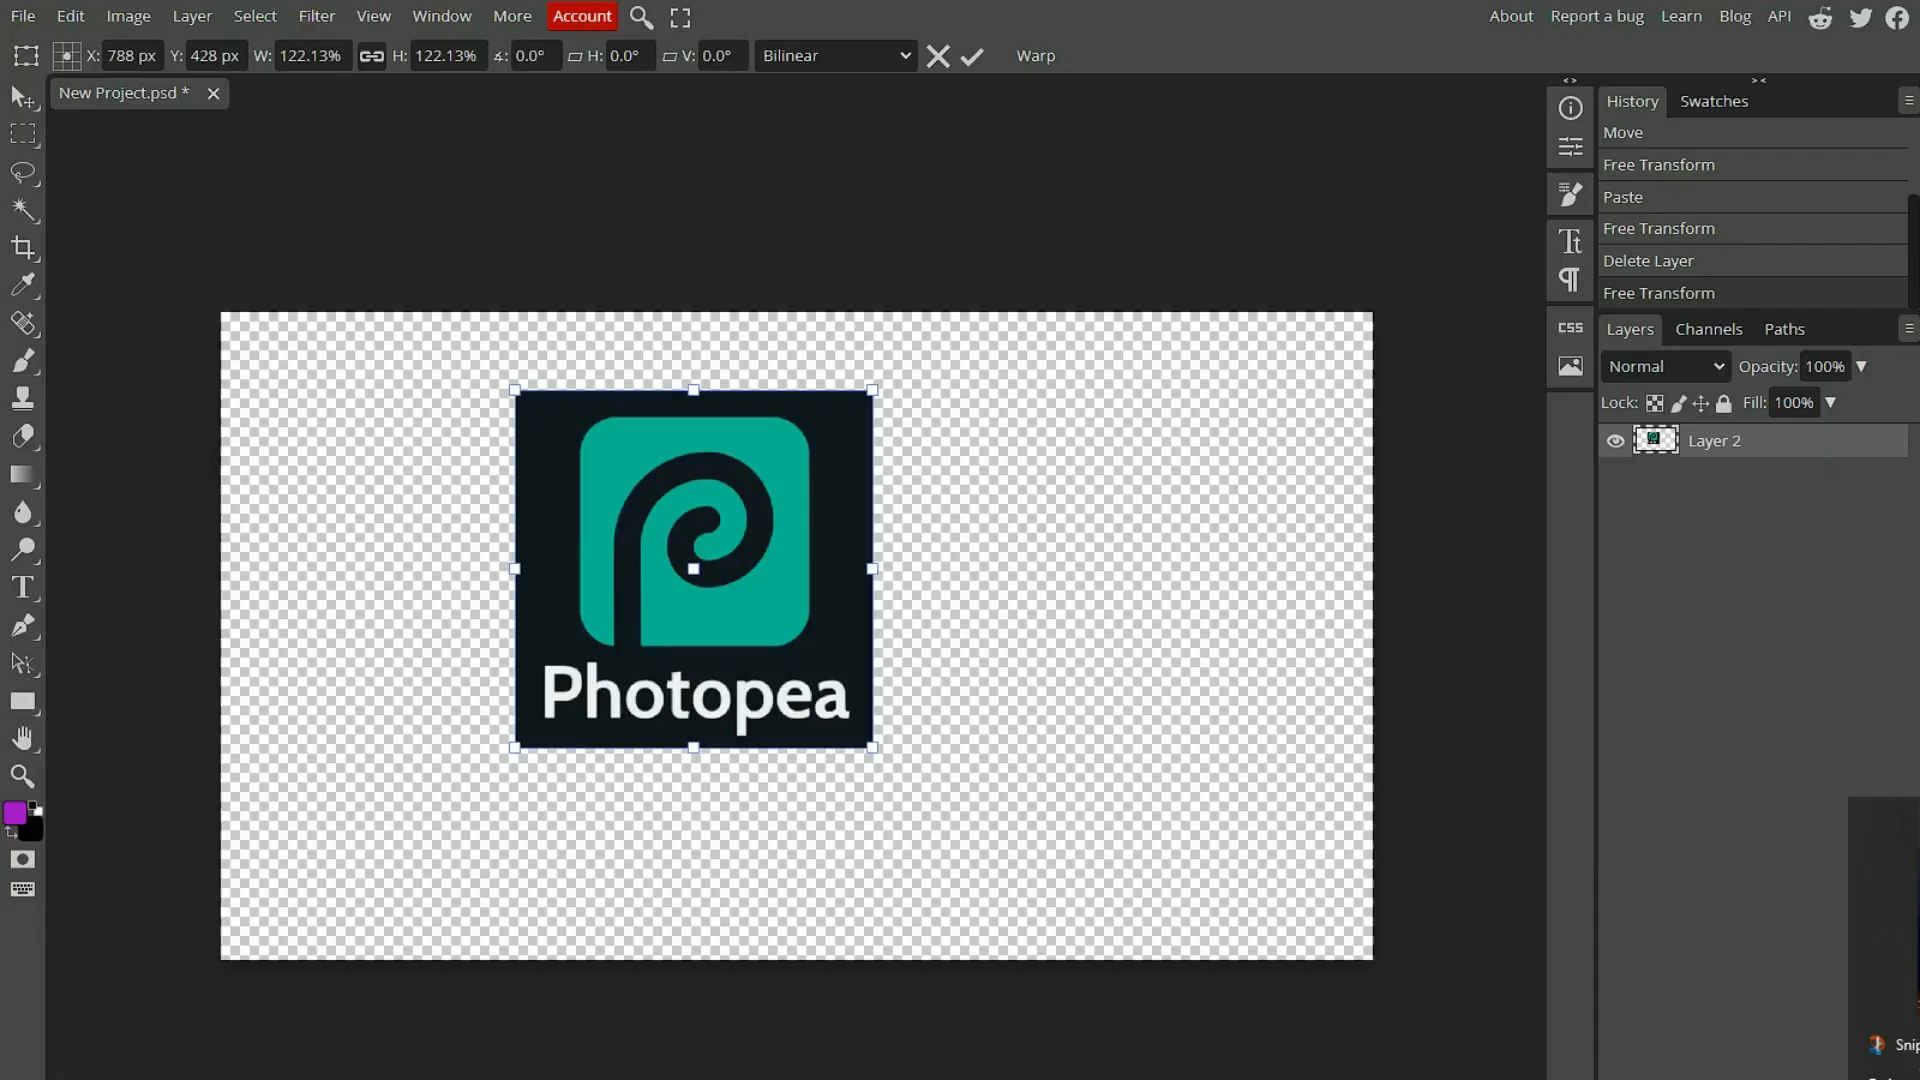 File Edit Image Layer Select Filter View Window More Account About Report a bug Learn Blog API
X: 788 px Y: 428 px W: 122.13% H: 122.13% ∡: 0.0° H: 0.0° V: 0.0° Bilinear Warp
New Project.psd *
History Swatches
Move
Free Transform
Paste
Free Transform
Delete Layer
Free Transform
Layers Channels Paths
Normal Opacity: 100%
Lock: Fill: 100%
Layer 2
CSS
Photopea
Snip